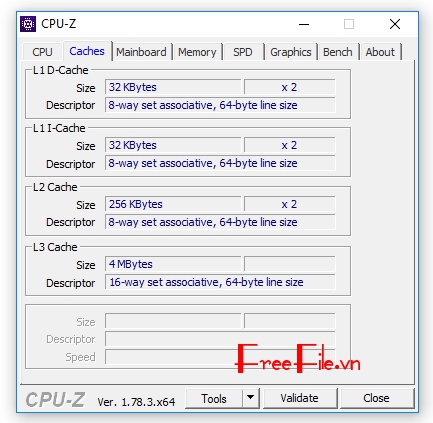 CPU-Z
CPU Caches Mainboard Memory SPD Graphics Bench About
L1 D-Cache
Size 32 KBytes x 2
Descriptor 8-way set associative, 64-byte line size
L1 I-Cache
Size 32 KBytes x 2
Descriptor 8-way set associative, 64-byte line size
L2 Cache
Size 256 KBytes x 2
Descriptor 8-way set associative, 64-byte line size
L3 Cache
Size 4 MBytes
Descriptor 16-way set associative, 64-byte line size
Size
Descriptor
Speed
FreeFile.vn
CPU-Z Ver. 1.78.3.x64 Tools Validate Close